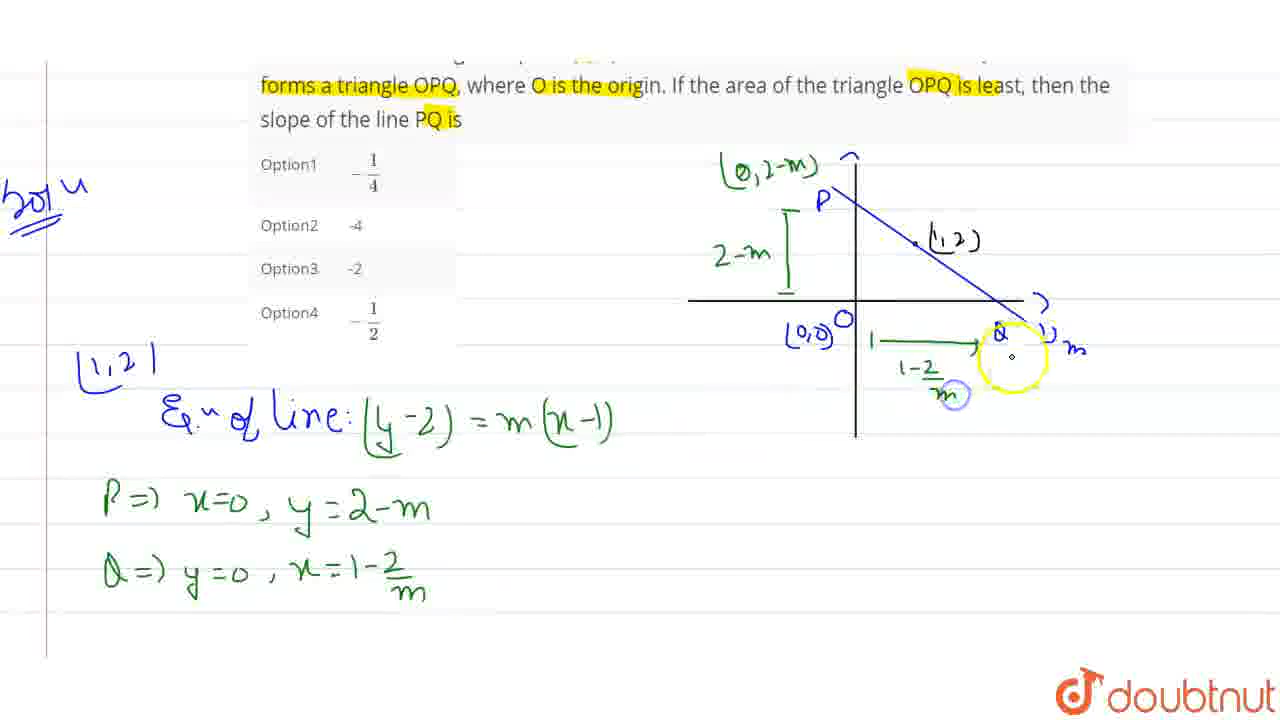 forms a triangle OPQ, where O is the origin. If the area of the triangle OPQ is least, then the
slope of the line PQ is
Option1 -1/4
Option2 -4
Option3 -2
Option4 -1/2
Solⁿ
(0, 2-m)
P
(1,2)
2-m
O
(0,0)
Q
m
1-2/m
(1,2)
Eqⁿ of line: (y-2) = m(x-1)
P => x=0, y=2-m
Q => y=0, x=1-2/m
doubtnut